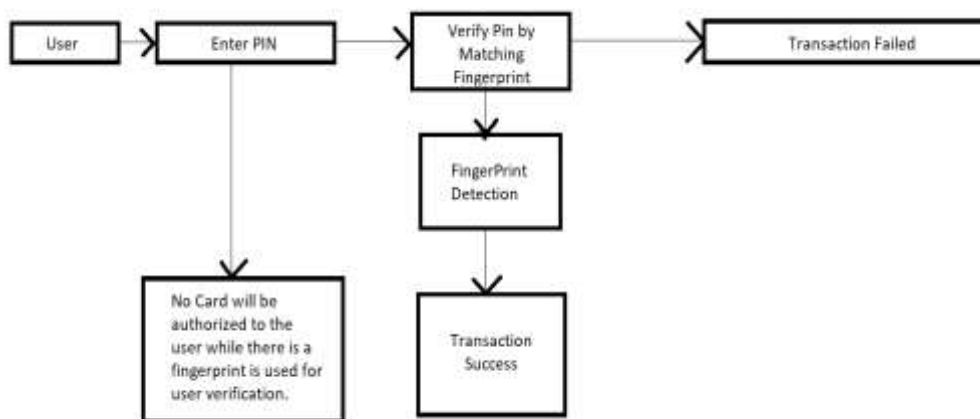 User
Enter PIN
Verify Pin by
Matching
Fingerprint
Transaction Failed
FingerPrint
Detection
No Card will be
authorized to the
user while there is a
fingerprint is used for
user verification.
Transaction
Success